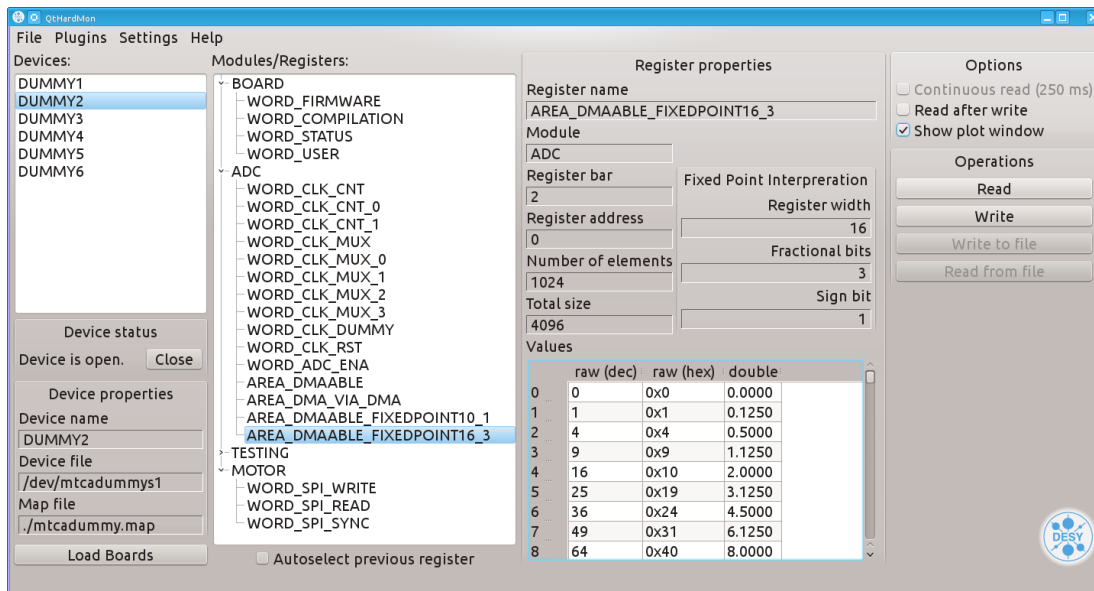 QtHardMon
File Plugins Settings Help
Devices:
DUMMY1
DUMMY2
DUMMY3
DUMMY4
DUMMY5
DUMMY6
Device status
Device is open. Close
Device properties
Device name
DUMMY2
Device file
/dev/mtcadummys1
Map file
./mtcadummy.map
Load Boards
Modules/Registers:
BOARD
WORD_FIRMWARE
WORD_COMPILATION
WORD_STATUS
WORD_USER
ADC
WORD_CLK_CNT
WORD_CLK_CNT_0
WORD_CLK_CNT_1
WORD_CLK_MUX
WORD_CLK_MUX_0
WORD_CLK_MUX_1
WORD_CLK_MUX_2
WORD_CLK_MUX_3
WORD_CLK_DUMMY
WORD_CLK_RST
WORD_ADC_ENA
AREA_DMAABLE
AREA_DMA_VIA_DMA
AREA_DMAABLE_FIXEDPOINT10_1
AREA_DMAABLE_FIXEDPOINT16_3
TESTING
MOTOR
WORD_SPI_WRITE
WORD_SPI_READ
WORD_SPI_SYNC
Autoselect previous register
Register properties
Register name
AREA_DMAABLE_FIXEDPOINT16_3
Module
ADC
Register bar
2
Register address
0
Number of elements
1024
Total size
4096
Fixed Point Interpreration
Register width
16
Fractional bits
3
Sign bit
1
Values
raw (dec) raw (hex) double
0 ... 0 0x0 0.0000
1 ... 1 0x1 0.1250
2 ... 4 0x4 0.5000
3 ... 9 0x9 1.1250
4 ... 16 0x10 2.0000
5 ... 25 0x19 3.1250
6 ... 36 0x24 4.5000
7 ... 49 0x31 6.1250
8 64 0x40 8.0000
Options
Continuous read (250 ms)
Read after write
Show plot window
Operations
Read
Write
Write to file
Read from file
DESY